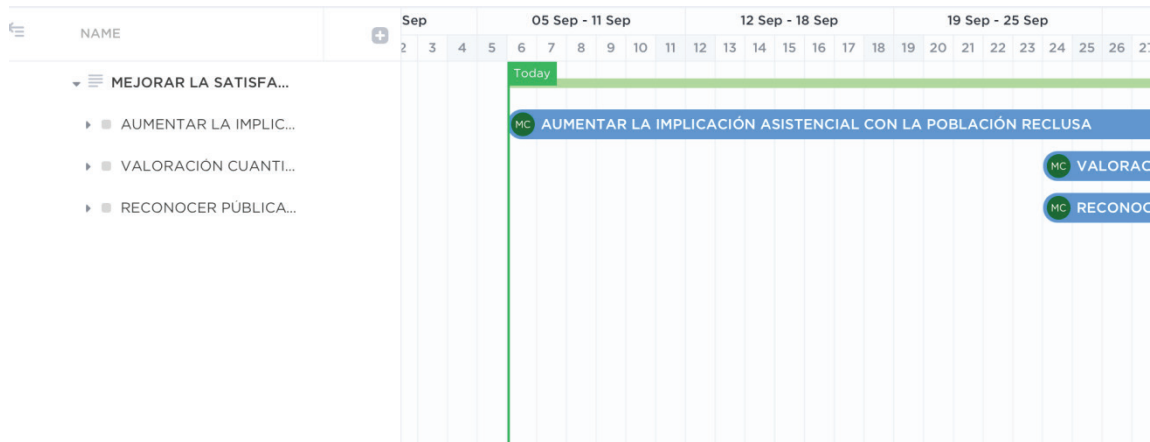 Sep 05 Sep - 11 Sep 12 Sep - 18 Sep 19 Sep - 25 Sep
NAME
2 3 4 5 6 7 8 9 10 11 12 13 14 15 16 17 18 19 20 21 22 23 24 25 26 27
Today
MEJORAR LA SATISFA...
AUMENTAR LA IMPLIC...
MC AUMENTAR LA IMPLICACIÓN ASISTENCIAL CON LA POBLACIÓN RECLUSA
VALORACIÓN CUANTI...
MC VALORAC
RECONOCER PÚBLICA...
MC RECONOC